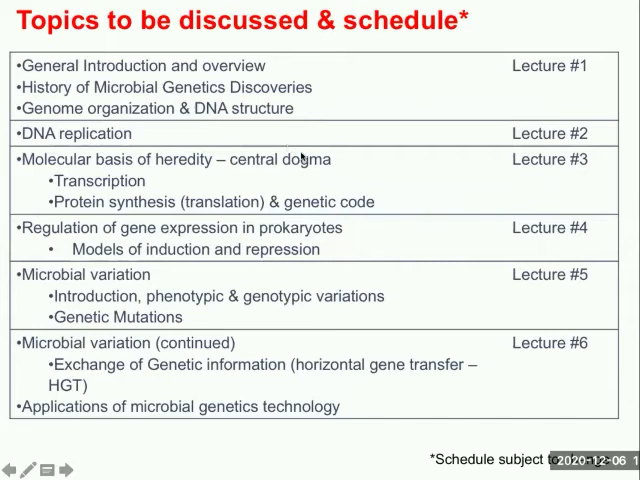 Topics to be discussed & schedule*
•General Introduction and overview Lecture #1
•History of Microbial Genetics Discoveries
•Genome organization & DNA structure
•DNA replication Lecture #2
•Molecular basis of heredity – central dogma Lecture #3
•Transcription
•Protein synthesis (translation) & genetic code
•Regulation of gene expression in prokaryotes Lecture #4
• Models of induction and repression
•Microbial variation Lecture #5
•Introduction, phenotypic & genotypic variations
•Genetic Mutations
•Microbial variation (continued) Lecture #6
•Exchange of Genetic information (horizontal gene transfer –
HGT)
•Applications of microbial genetics technology
*Schedule subject to
2020-12-06 1